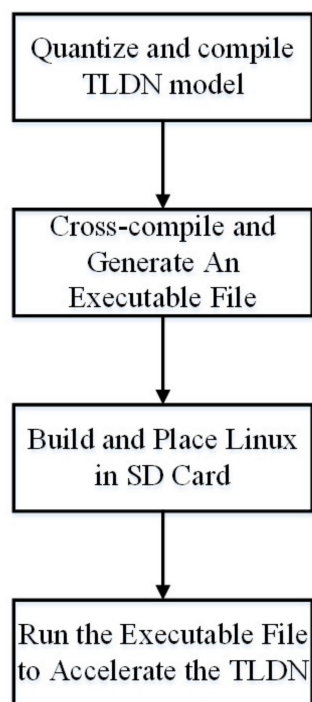 Quantize and compile
TLDN model
Cross-compile and
Generate An
Executable File
Build and Place Linux
in SD Card
Run the Executable File
to Accelerate the TLDN